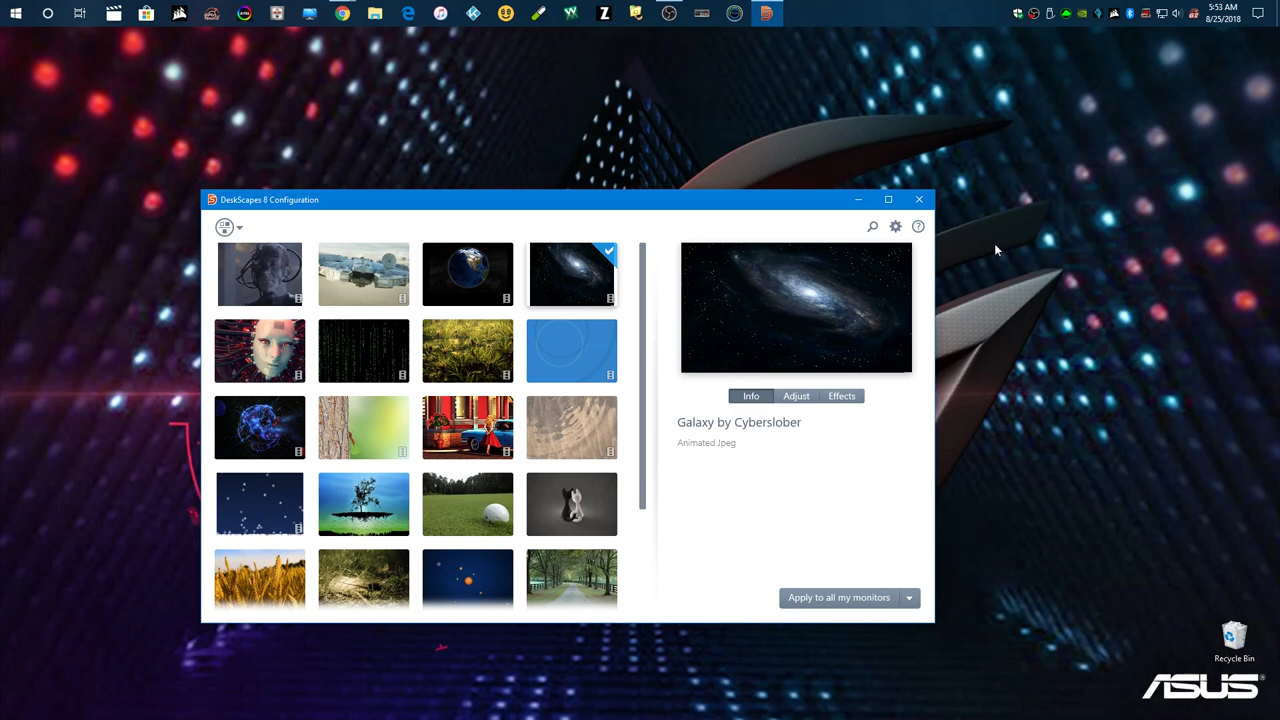 5:53 AM
8/25/2018
DeskScapes 8 Configuration
Info Adjust Effects
Galaxy by Cyberslober
Animated Jpeg
Apply to all my monitors
Recycle Bin
ASUS